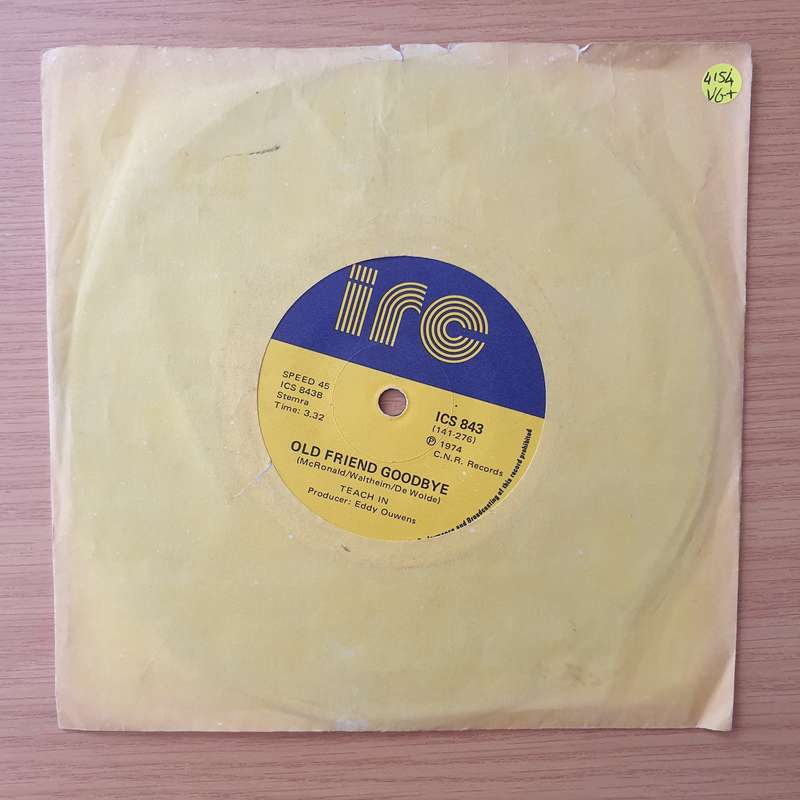 4154
VG+
irc
SPEED 45
ICS 843B
Stemra
Time: 3.32
ICS 843
(141-276)
℗ 1974
C.N.R. Records
OLD FRIEND GOODBYE
(McRonald/Waltheim/De Wolde)
TEACH IN
Producer: Eddy Ouwens
and Broadcasting of this record prohibited